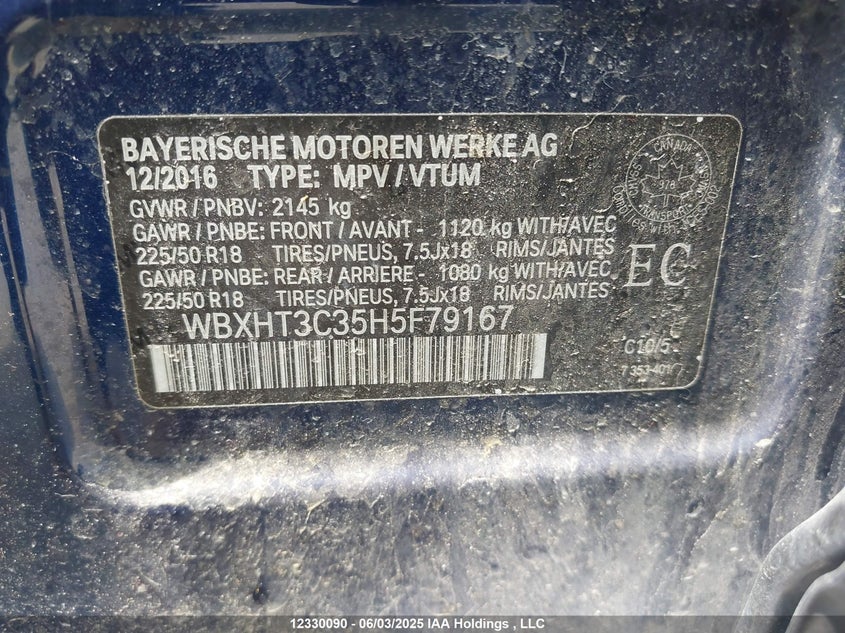 BAYERISCHE MOTOREN WERKE AG
12/2016 TYPE: MPV / VTUM
GVWR / PNBV: 2145 kg
GAWR / PNBE: FRONT / AVANT - 1120 kg WITH/AVEC
225/50 R18 TIRES/PNEUS, 7.5Jx18 RIMS/JANTES
GAWR / PNBE: REAR / ARRIERE - 1080 kg WITH/AVEC
225/50 R18 TIRES/PNEUS, 7.5Jx18 RIMS/JANTES
WBXHT3C35H5F79167
CANADA
978
TRANSPORT
EC
C10/5
12330090 - 06/03/2025 IAA Holdings , LLC